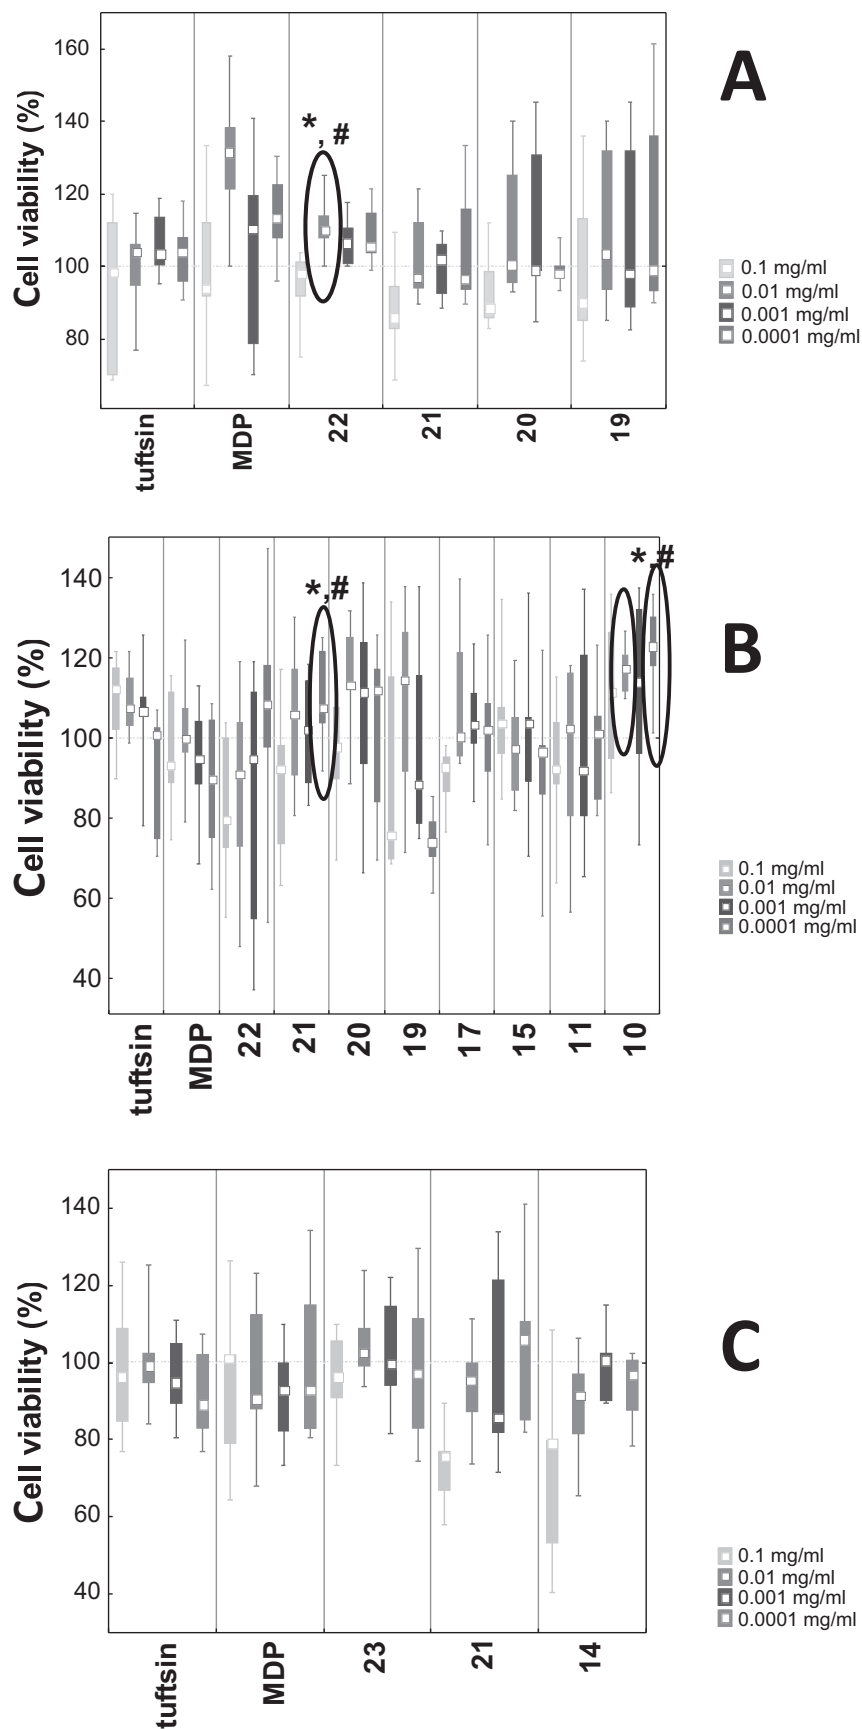 A
Cell viability (%)
160
140
120
100
80
*, #
0.1 mg/ml
0.01 mg/ml
0.001 mg/ml
0.0001 mg/ml
tuftsin
MDP
22
21
20
19
B
Cell viability (%)
140
120
100
80
60
40
*,#
*,#
0.1 mg/ml
0.01 mg/ml
0.001 mg/ml
0.0001 mg/ml
tuftsin
MDP
22
21
20
19
17
15
11
10
C
Cell viability (%)
140
120
100
80
60
40
0.1 mg/ml
0.01 mg/ml
0.001 mg/ml
0.0001 mg/ml
tuftsin
MDP
23
21
14